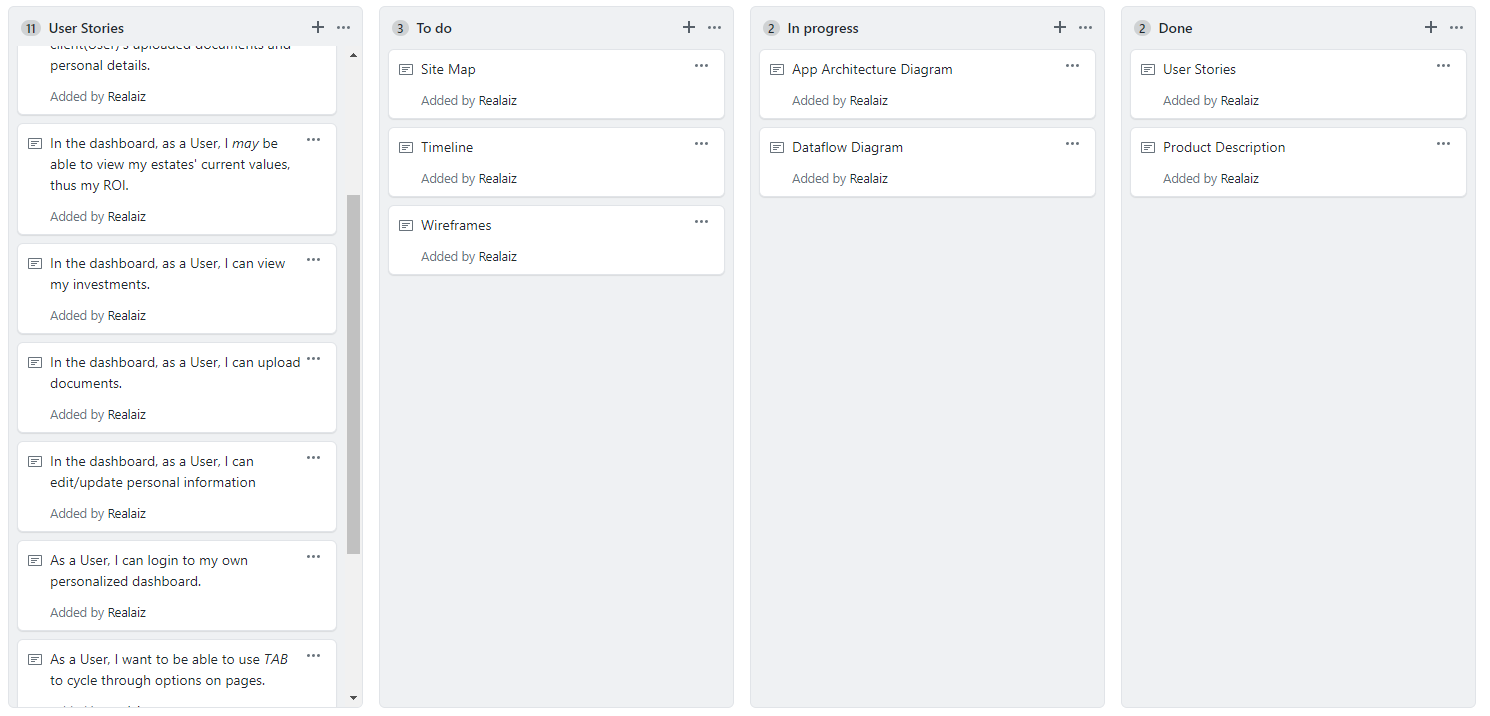 11 User Stories
client(User)'s uploaded documents and
personal details.
Added by Realaiz
In the dashboard, as a User, I may be
able to view my estates' current values,
thus my ROI.
Added by Realaiz
In the dashboard, as a User, I can view
my investments.
Added by Realaiz
In the dashboard, as a User, I can upload
documents.
Added by Realaiz
In the dashboard, as a User, I can
edit/update personal information
Added by Realaiz
As a User, I can login to my own
personalized dashboard.
Added by Realaiz
As a User, I want to be able to use TAB
to cycle through options on pages.
3 To do
Site Map
Added by Realaiz
Timeline
Added by Realaiz
Wireframes
Added by Realaiz
2 In progress
App Architecture Diagram
Added by Realaiz
Dataflow Diagram
Added by Realaiz
2 Done
User Stories
Added by Realaiz
Product Description
Added by Realaiz